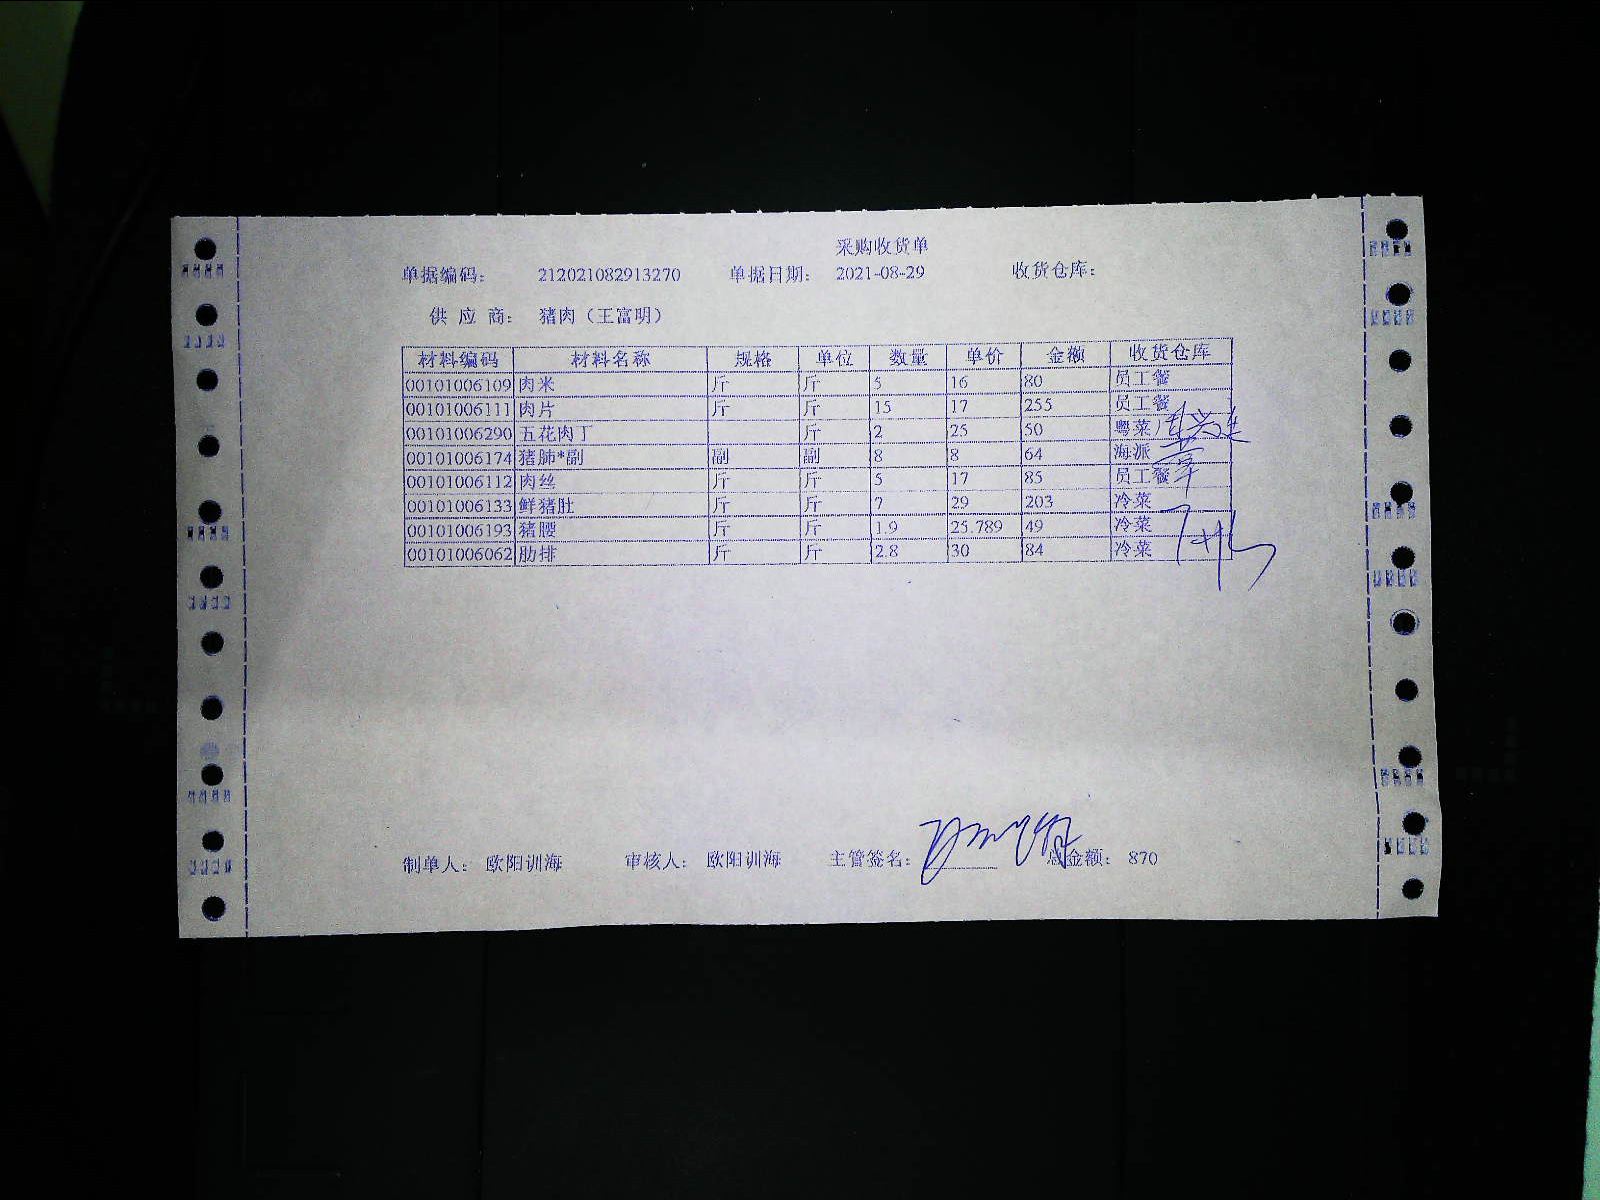 采购收货单
单据编码: 212021082913270 单据日期: 2021-08-29 收货仓库:
供 应 商: 猪肉（王富明）
材料编码 材料名称 规格 单位 数量 单价 金额 收货仓库
00101006109 肉米 斤 斤 5 16 80 员工餐
00101006111 肉片 斤 斤 15 17 255 员工餐
00101006290 五花肉丁 斤 2 25 50 粤菜
00101006174 猪肺*副 副 副 8 8 64 海派
00101006112 肉丝 斤 斤 5 17 85 员工餐
00101006133 鲜猪肚 斤 斤 7 29 203 冷菜
00101006193 猪腰 斤 斤 1.9 25.789 49 冷菜
00101006062 肋排 斤 斤 2.8 30 84 冷菜
制单人: 欧阳训海 审核人: 欧阳训海 主管签名: 总金额: 870